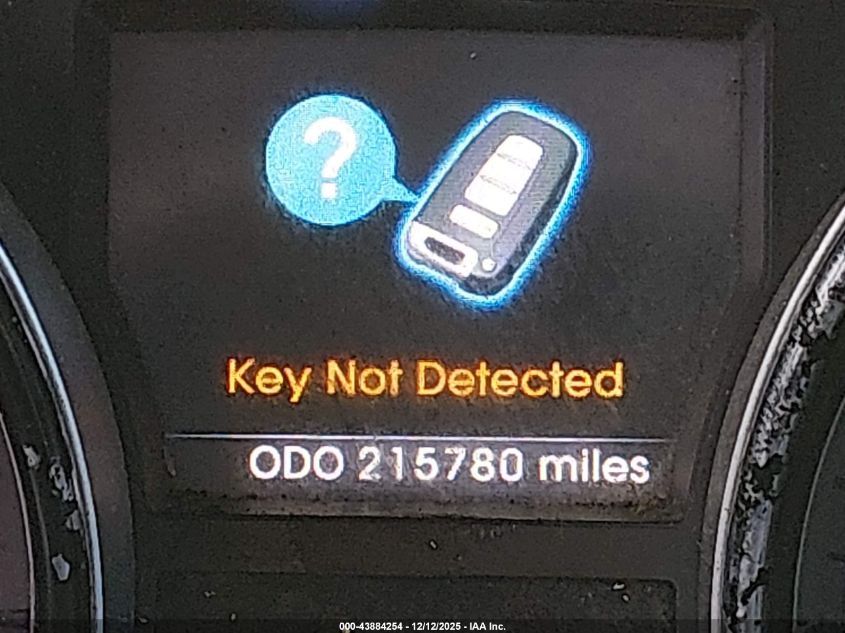 ?
Key Not Detected
ODO 215780 miles
000-43884254 - 12/12/2025 - IAA Inc.